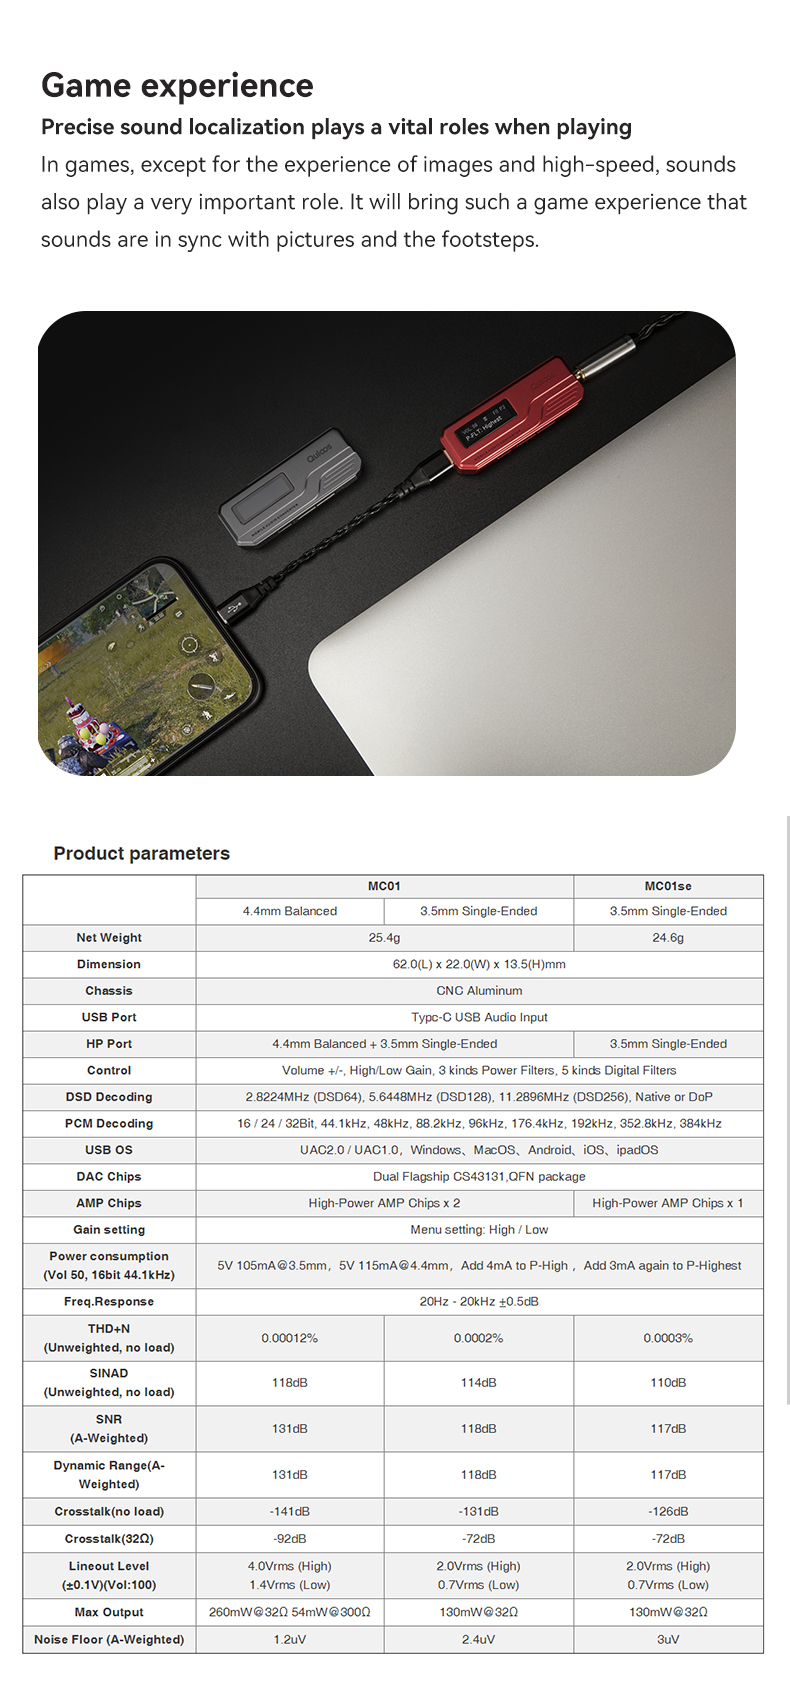 Game experience
Precise sound localization plays a vital roles when playing
In games, except for the experience of images and high-speed, sounds
also play a very important role. It will bring such a game experience that
sounds are in sync with pictures and the footsteps.
Quloos
VOL
P-FLT: Highest
Quloos
Product parameters
MC01 MC01se
4.4mm Balanced 3.5mm Single-Ended 3.5mm Single-Ended
Net Weight 25.4g 24.6g
Dimension 62.0(L) x 22.0(W) x 13.5(H)mm
Chassis CNC Aluminum
USB Port Typc-C USB Audio Input
HP Port 4.4mm Balanced + 3.5mm Single-Ended 3.5mm Single-Ended
Control Volume +/-, High/Low Gain, 3 kinds Power Filters, 5 kinds Digital Filters
DSD Decoding 2.8224MHz (DSD64), 5.6448MHz (DSD128), 11.2896MHz (DSD256), Native or DoP
PCM Decoding 16 / 24 / 32Bit, 44.1kHz, 48kHz, 88.2kHz, 96kHz, 176.4kHz, 192kHz, 352.8kHz, 384kHz
USB OS UAC2.0 / UAC1.0，Windows、MacOS、Android、iOS、ipadOS
DAC Chips Dual Flagship CS43131,QFN package
AMP Chips High-Power AMP Chips x 2 High-Power AMP Chips x 1
Gain setting Menu setting: High / Low
Power consumption
(Vol 50, 16bit 44.1kHz) 5V 105mA@3.5mm，5V 115mA@4.4mm，Add 4mA to P-High ，Add 3mA again to P-Highest
Freq.Response 20Hz - 20kHz ±0.5dB
THD+N
(Unweighted, no load) 0.00012% 0.0002% 0.0003%
SINAD
(Unweighted, no load) 118dB 114dB 110dB
SNR
(A-Weighted) 131dB 118dB 117dB
Dynamic Range(A-
Weighted) 131dB 118dB 117dB
Crosstalk(no load) -141dB -131dB -126dB
Crosstalk(32Ω) -92dB -72dB -72dB
Lineout Level 4.0Vrms (High) 2.0Vrms (High) 2.0Vrms (High)
(±0.1V)(Vol:100) 1.4Vrms (Low) 0.7Vrms (Low) 0.7Vrms (Low)
Max Output 260mW@32Ω 54mW@300Ω 130mW@32Ω 130mW@32Ω
Noise Floor (A-Weighted) 1.2uV 2.4uV 3uV